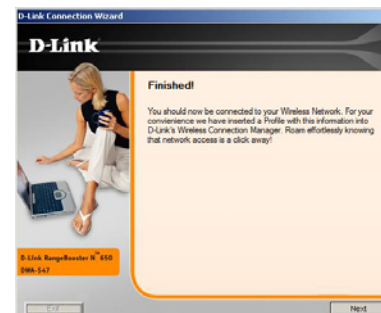 D-Link Connection Wizard
D-Link
Finished!
You should now be connected to your Wireless Network. For your
convienience we have inserted a Profile with this information into
D-Link's Wireless Connection Manager. Roam effortlessly knowing
that network access is a click away!
D-Link RangeBooster N™ 650
DWA-547
Exit
Next